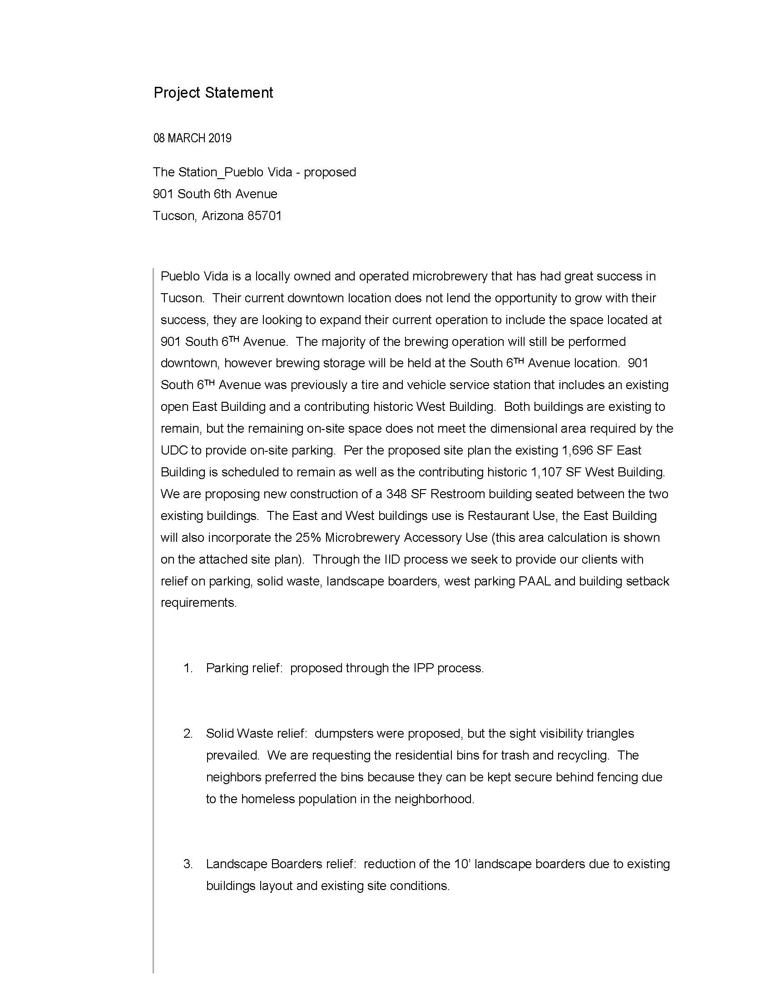 Project Statement
08 MARCH 2019
The Station_Pueblo Vida - proposed
901 South 6th Avenue
Tucson, Arizona 85701
Pueblo Vida is a locally owned and operated microbrewery that has had great success in
Tucson.  Their current downtown location does not lend the opportunity to grow with their
success, they are looking to expand their current operation to include the space located at
901 South 6TH Avenue.  The majority of the brewing operation will still be performed
downtown, however brewing storage will be held at the South 6TH Avenue location.  901
South 6TH Avenue was previously a tire and vehicle service station that includes an existing
open East Building and a contributing historic West Building.  Both buildings are existing to
remain, but the remaining on-site space does not meet the dimensional area required by the
UDC to provide on-site parking.  Per the proposed site plan the existing 1,696 SF East
Building is scheduled to remain as well as the contributing historic 1,107 SF West Building.
We are proposing new construction of a 348 SF Restroom building seated between the two
existing buildings.  The East and West buildings use is Restaurant Use, the East Building
will also incorporate the 25% Microbrewery Accessory Use (this area calculation is shown
on the attached site plan).  Through the IID process we seek to provide our clients with
relief on parking, solid waste, landscape boarders, west parking PAAL and building setback
requirements.
1. Parking relief:  proposed through the IPP process.
2. Solid Waste relief:  dumpsters were proposed, but the sight visibility triangles
prevailed.  We are requesting the residential bins for trash and recycling.  The
neighbors preferred the bins because they can be kept secure behind fencing due
to the homeless population in the neighborhood.
3. Landscape Boarders relief:  reduction of the 10’ landscape boarders due to existing
buildings layout and existing site conditions.